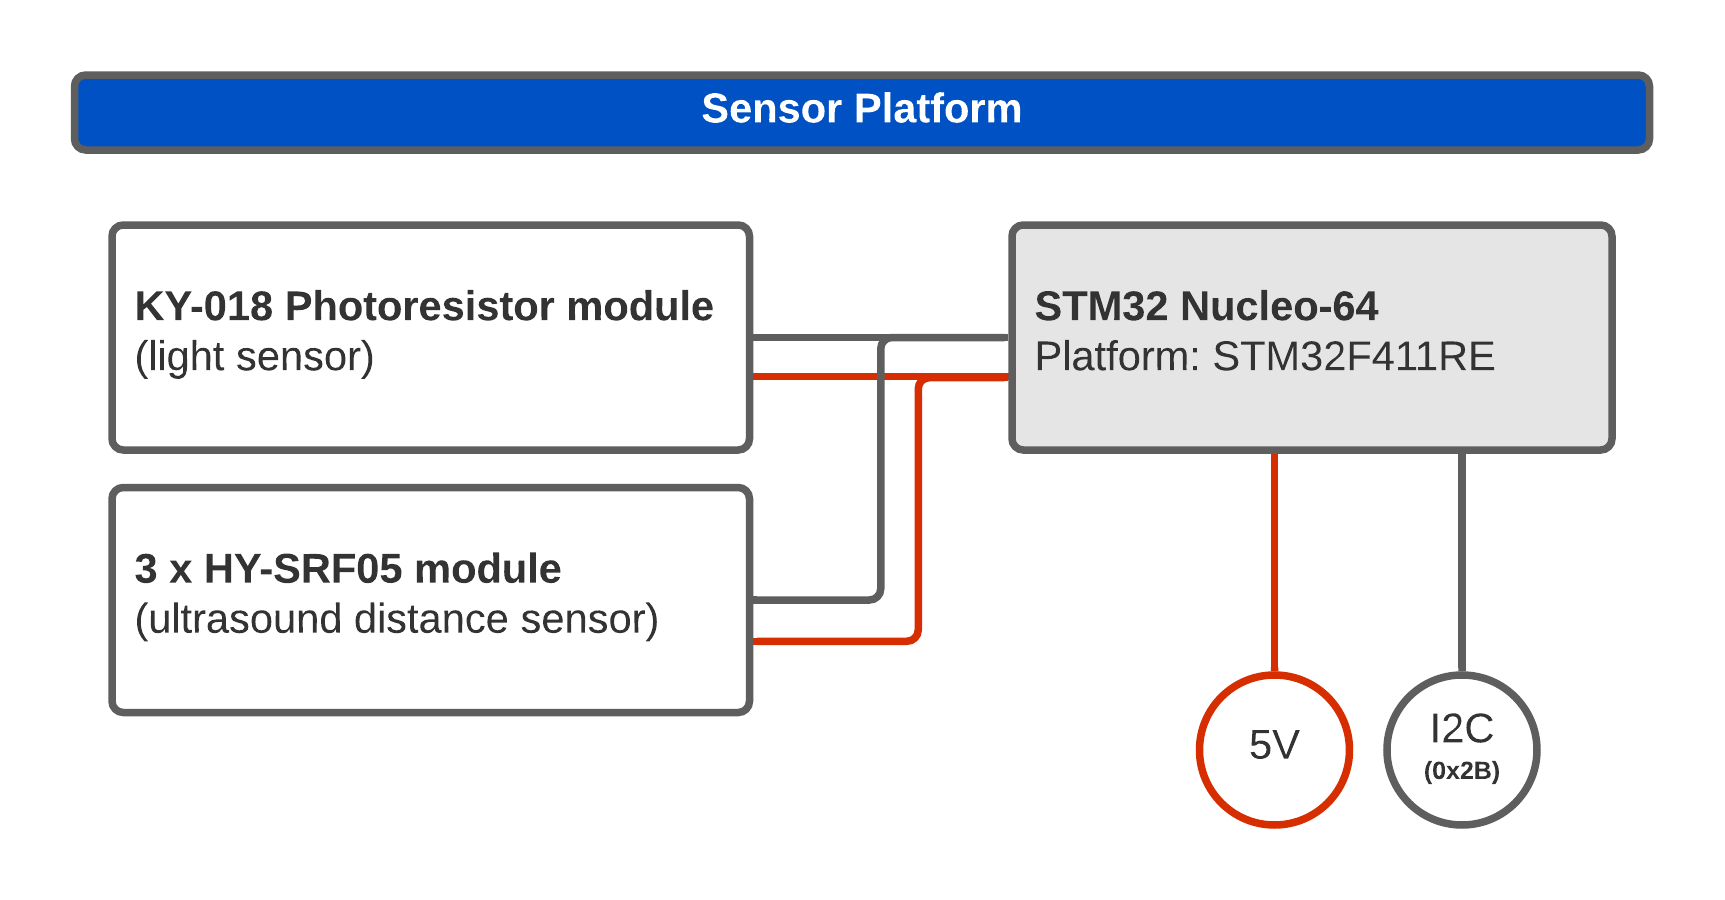 Sensor Platform
KY-018 Photoresistor module
(light sensor)
STM32 Nucleo-64
Platform: STM32F411RE
3 x HY-SRF05 module
(ultrasound distance sensor)
5V
I2C
(0x2B)